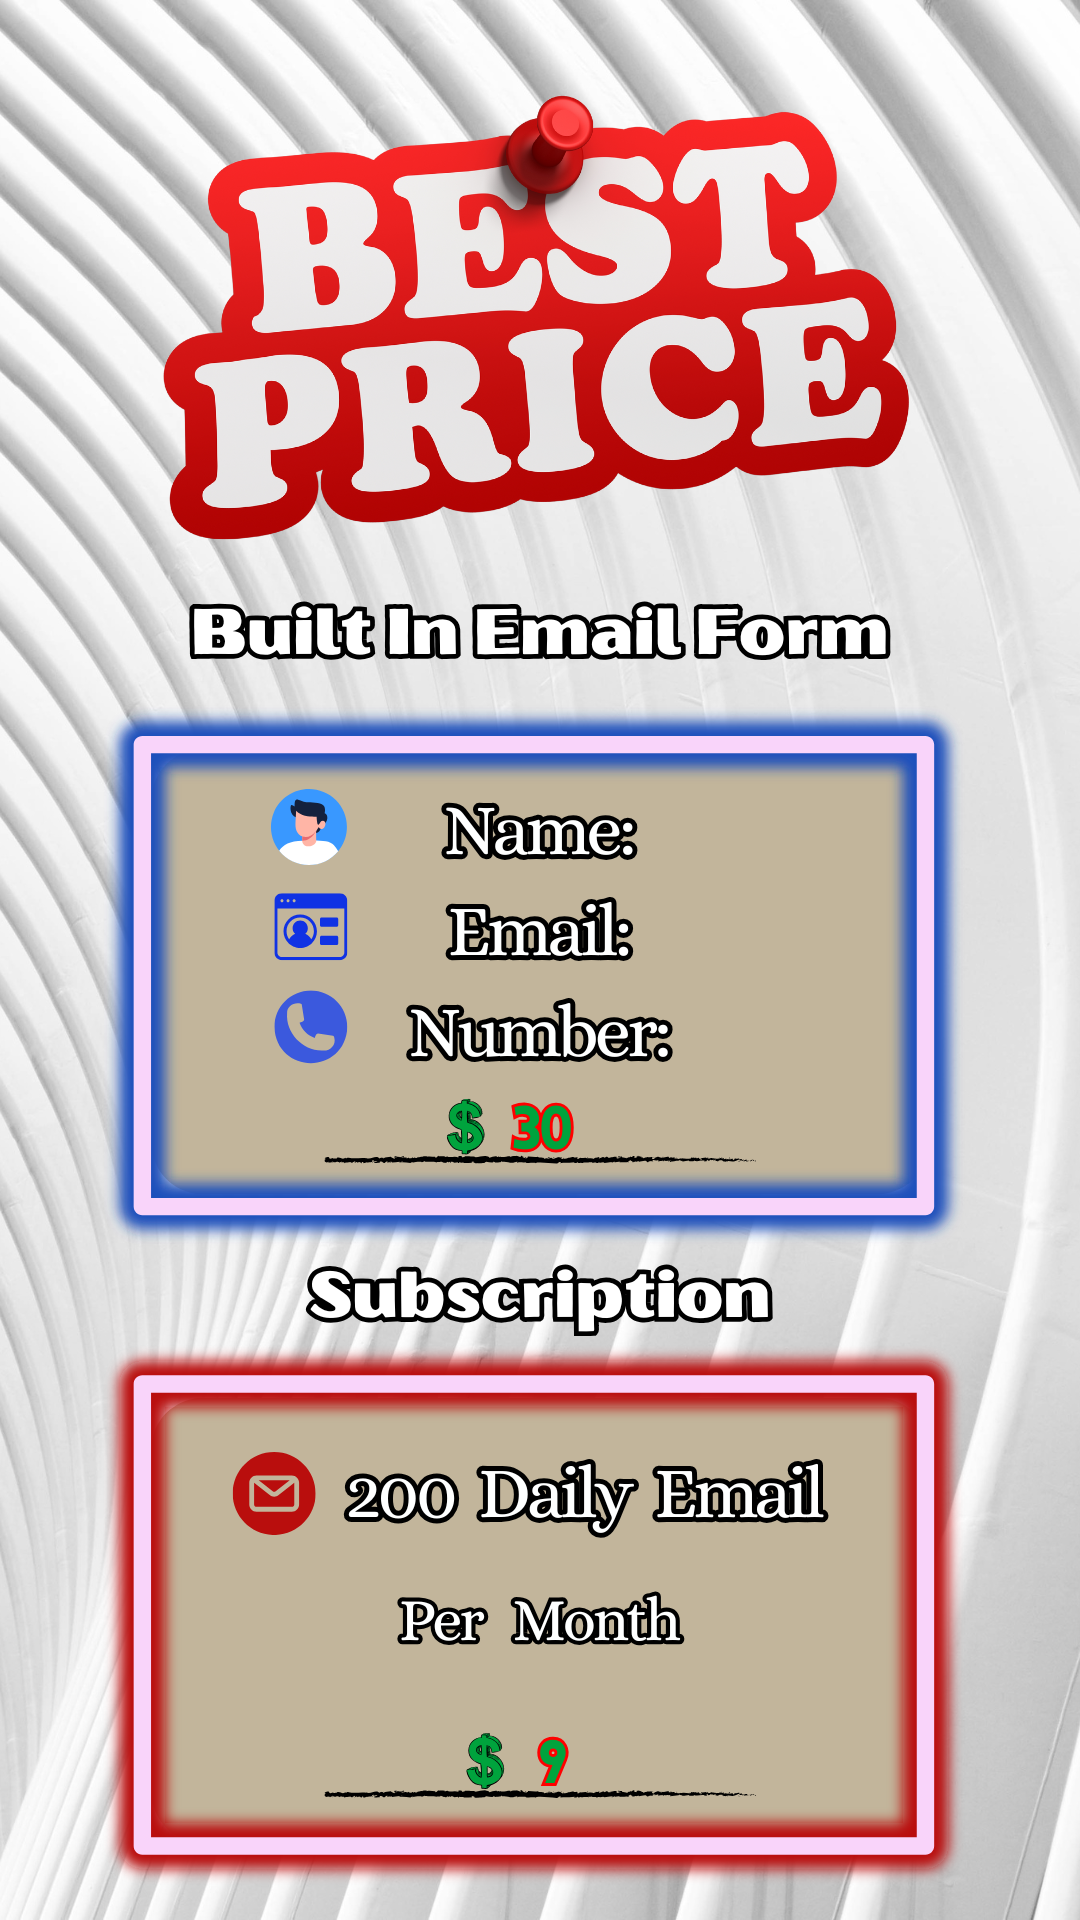 BEST
PRICE
Built In Email Form
Name:
Email:
Number:
$ 30
Subscription
200 Daily Email
Per Month
$ 9